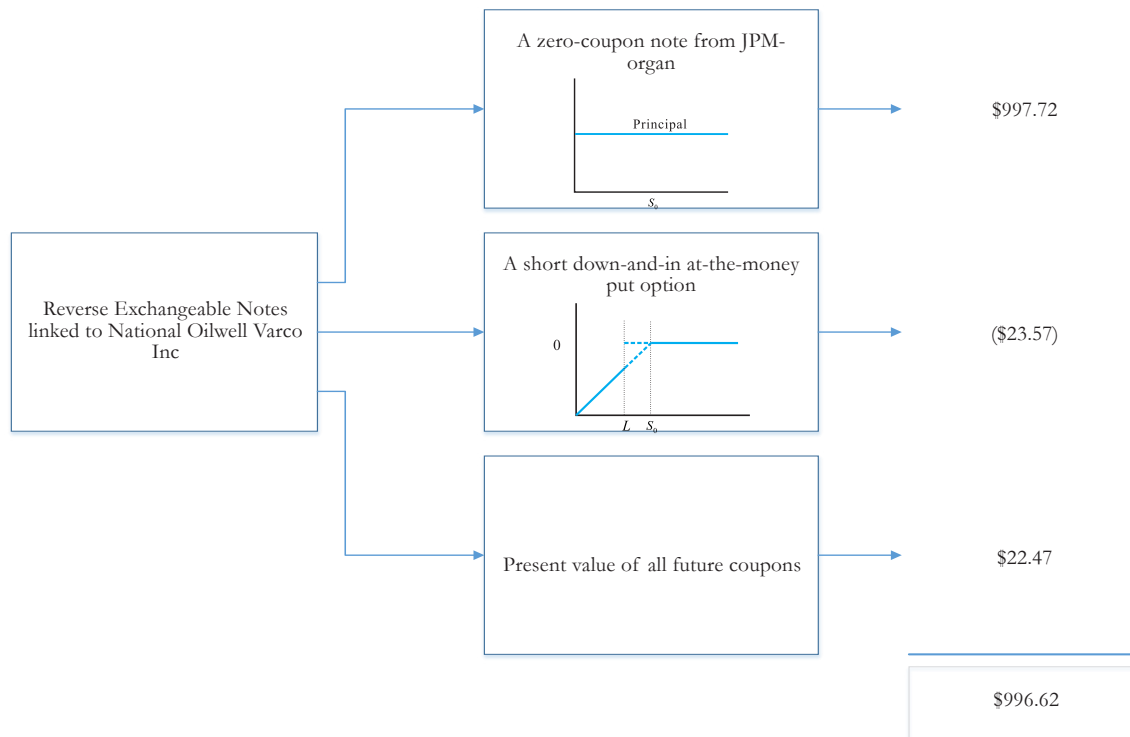 A zero-coupon note from JPM-
organ
Principal
S₀
$997.72
Reverse Exchangeable Notes
linked to National Oilwell Varco
Inc
A short down-and-in at-the-money
put option
0
L S₀
($23.57)
Present value of all future coupons
$22.47
$996.62